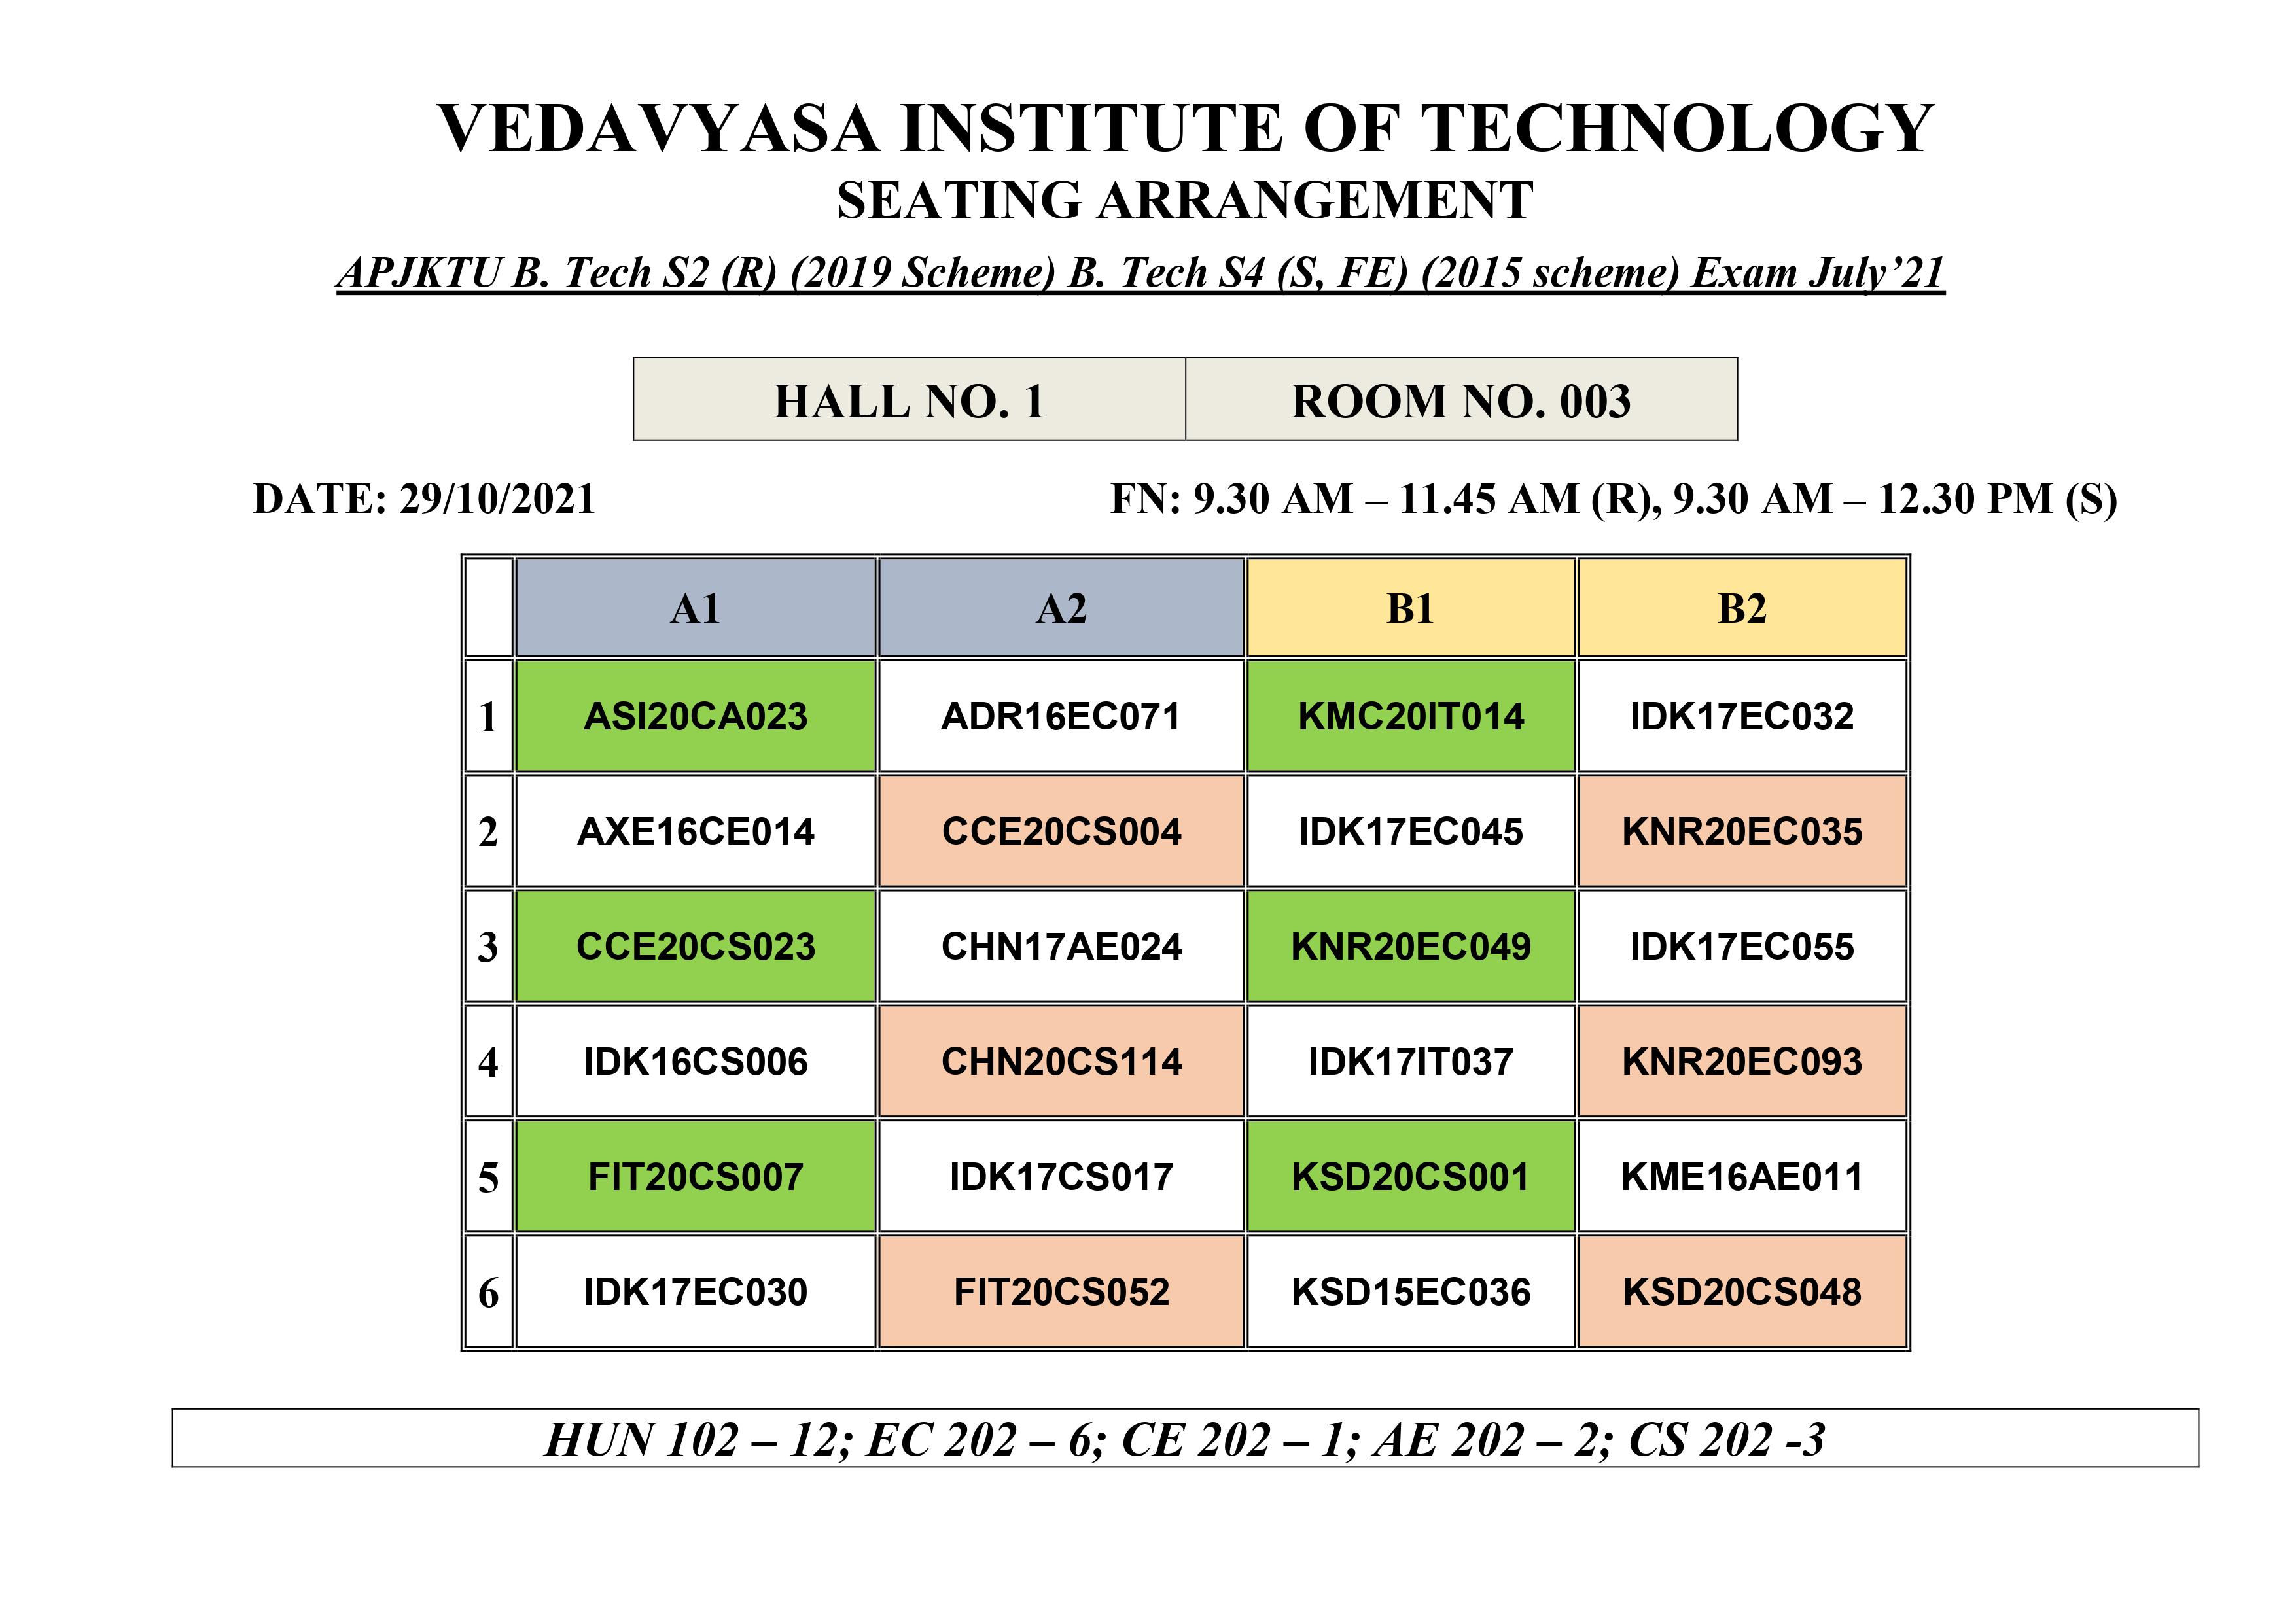 VEDAVYASA INSTITUTE OF TECHNOLOGY
SEATING ARRANGEMENT
APJKTU B. Tech S2 (R) (2019 Scheme) B. Tech S4 (S, FE) (2015 scheme) Exam July’21
HALL NO. 1 ROOM NO. 003
DATE: 29/10/2021 FN: 9.30 AM – 11.45 AM (R), 9.30 AM – 12.30 PM (S)
A1 A2 B1 B2
1 ASI20CA023 ADR16EC071 KMC20IT014 IDK17EC032
2 AXE16CE014 CCE20CS004 IDK17EC045 KNR20EC035
3 CCE20CS023 CHN17AE024 KNR20EC049 IDK17EC055
4 IDK16CS006 CHN20CS114 IDK17IT037 KNR20EC093
5 FIT20CS007 IDK17CS017 KSD20CS001 KME16AE011
6 IDK17EC030 FIT20CS052 KSD15EC036 KSD20CS048
HUN 102 – 12; EC 202 – 6; CE 202 – 1; AE 202 – 2; CS 202 -3